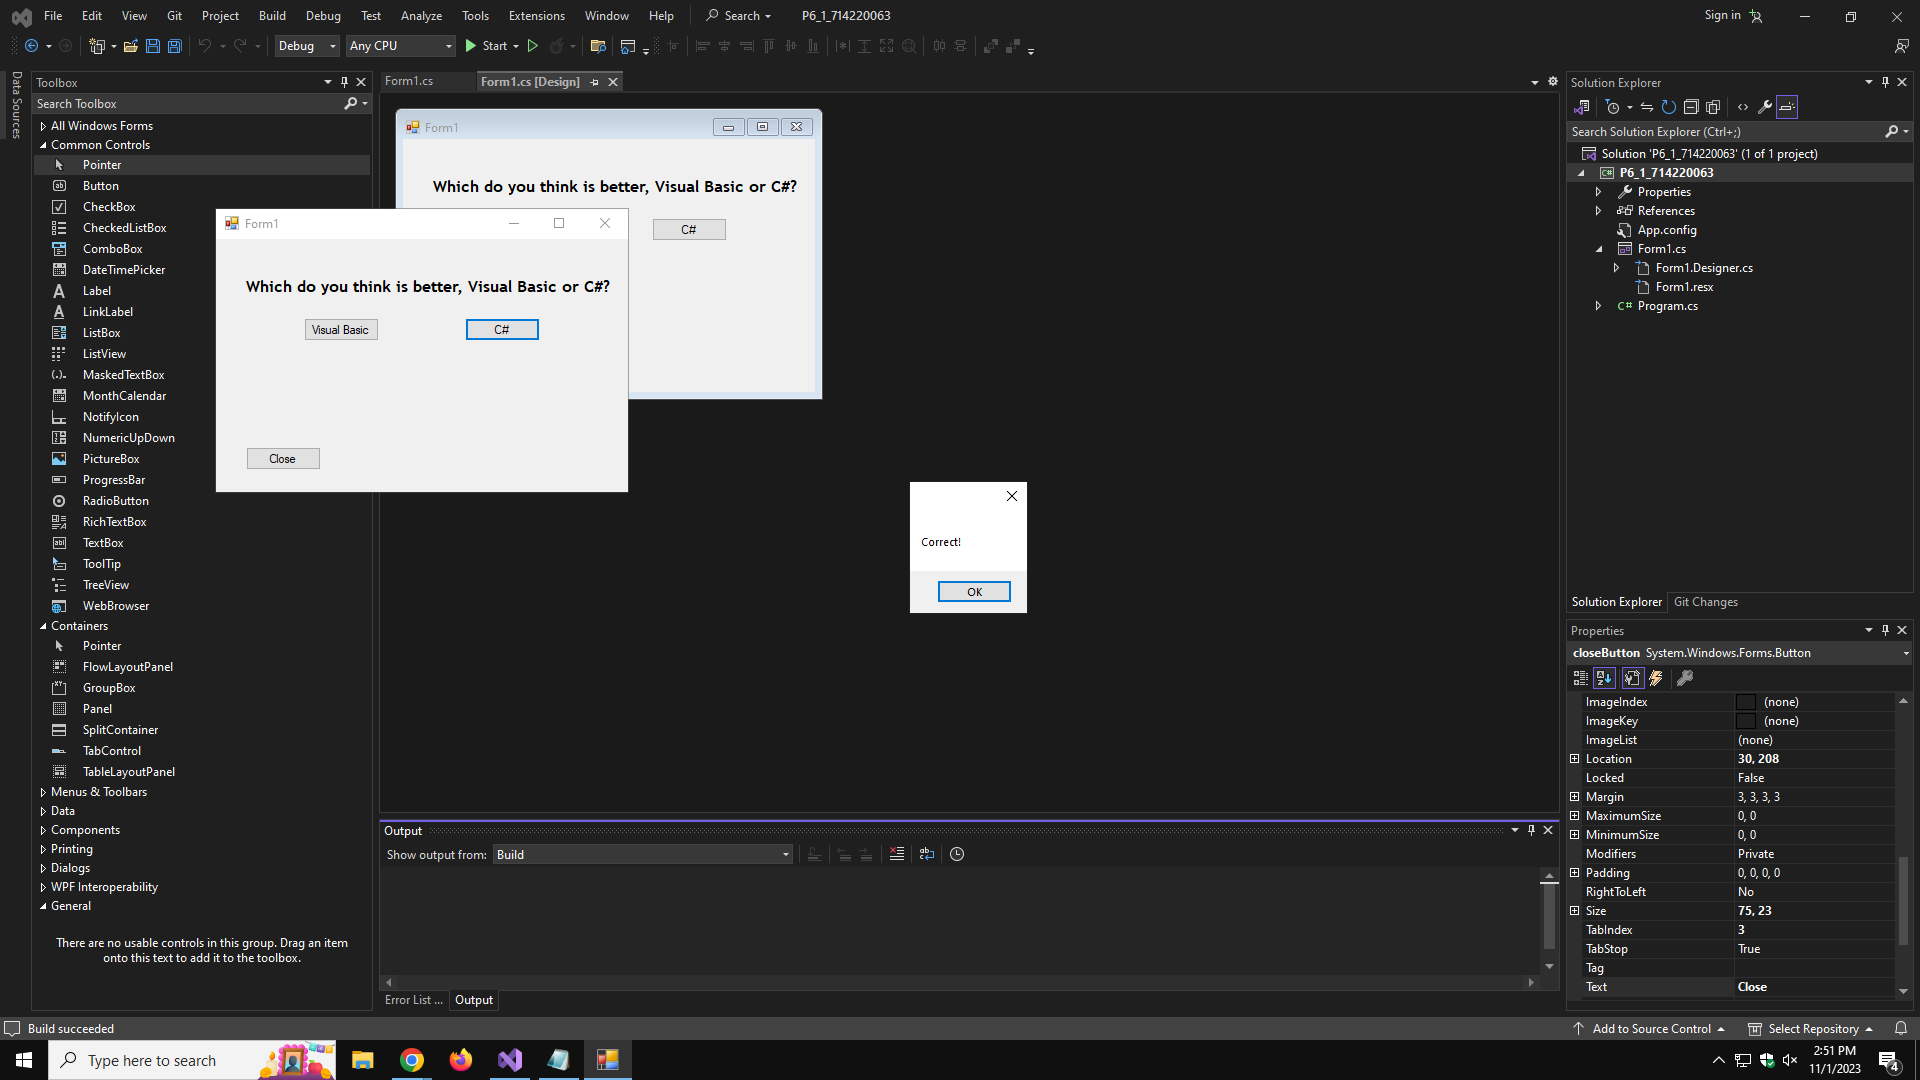 File Edit View Git Project Build Debug Test Analyze Tools Extensions Window Help Search P6_1_714220063 Sign in
Debug Any CPU Start
Data Sources
Toolbox
Search Toolbox
All Windows Forms
Common Controls
Pointer
Button
CheckBox
CheckedListBox
ComboBox
DateTimePicker
Label
LinkLabel
ListBox
ListView
MaskedTextBox
MonthCalendar
NotifyIcon
NumericUpDown
PictureBox
ProgressBar
RadioButton
RichTextBox
TextBox
ToolTip
TreeView
WebBrowser
Containers
Pointer
FlowLayoutPanel
GroupBox
Panel
SplitContainer
TabControl
TableLayoutPanel
Menus & Toolbars
Data
Components
Printing
Dialogs
WPF Interoperability
General
There are no usable controls in this group. Drag an item
onto this text to add it to the toolbox.
Form1.cs Form1.cs [Design]
Form1
Which do you think is better, Visual Basic or C#?
C#
Form1
Which do you think is better, Visual Basic or C#?
Visual Basic C#
Close
Correct!
OK
Output
Show output from: Build
Error List ... Output
Solution Explorer
Search Solution Explorer (Ctrl+;)
Solution 'P6_1_714220063' (1 of 1 project)
P6_1_714220063
Properties
References
App.config
Form1.cs
Form1.Designer.cs
Form1.resx
C# Program.cs
Solution Explorer Git Changes
Properties
closeButton System.Windows.Forms.Button
ImageIndex (none)
ImageKey (none)
ImageList (none)
Location 30, 208
Locked False
Margin 3, 3, 3, 3
MaximumSize 0, 0
MinimumSize 0, 0
Modifiers Private
Padding 0, 0, 0, 0
RightToLeft No
Size 75, 23
TabIndex 3
TabStop True
Tag
Text Close
Build succeeded Add to Source Control Select Repository
Type here to search
2:51 PM
11/1/2023
4